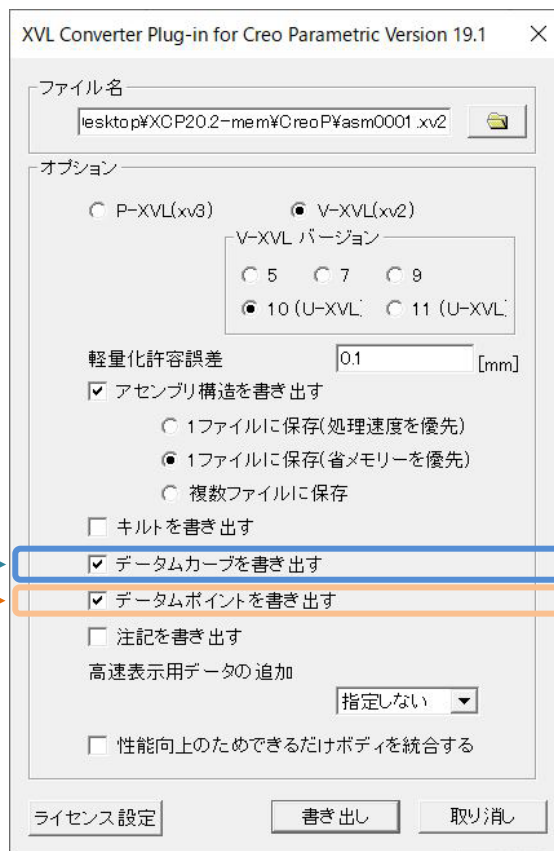 XVL Converter Plug-in for Creo Parametric Version 19.1
ファイル名
esktop¥XCP20.2-mem¥CreoP¥asm0001.xv2
オプション
P-XVL(xv3) V-XVL(xv2)
V-XVL バージョン
5 7 9
10 (U-XVL) 11 (U-XVL)
軽量化許容誤差 0.1 [mm]
アセンブリ構造を書き出す
1ファイルに保存(処理速度を優先)
1ファイルに保存(省メモリーを優先)
複数ファイルに保存
キルトを書き出す
データムカーブを書き出す
データムポイントを書き出す
注記を書き出す
高速表示用データの追加
指定しない
性能向上のためできるだけボディを統合する
ライセンス設定 書き出し 取り消し